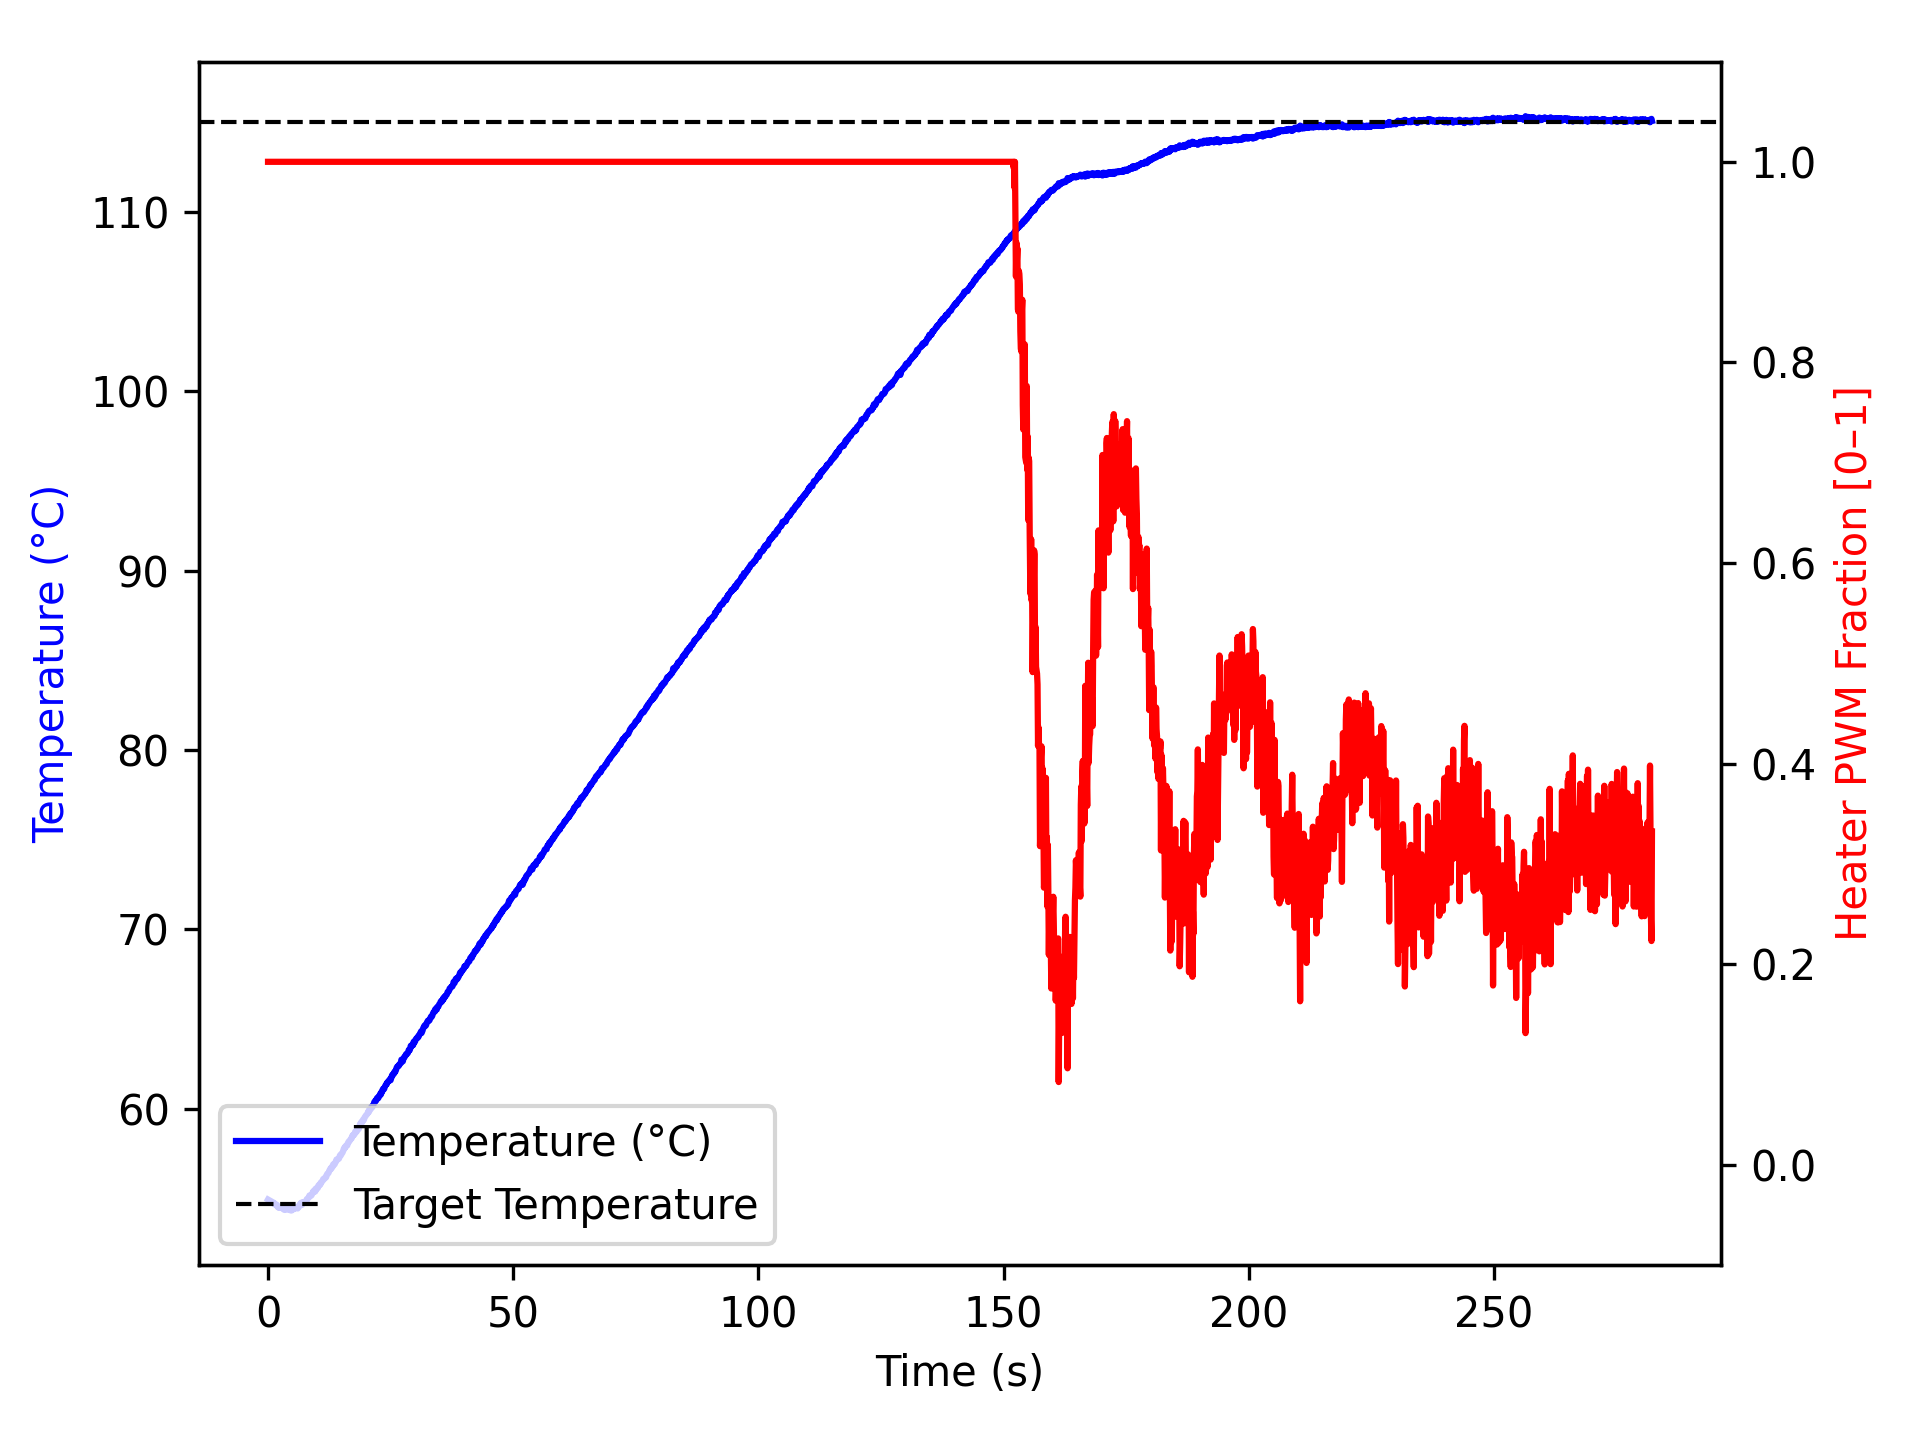 110
100
90
80
70
60
Temperature (°C)
1.0
0.8
0.6
0.4
0.2
0.0
Heater PWM Fraction [0–1]
Temperature (°C)
Target Temperature
0 50 100 150 200 250
Time (s)